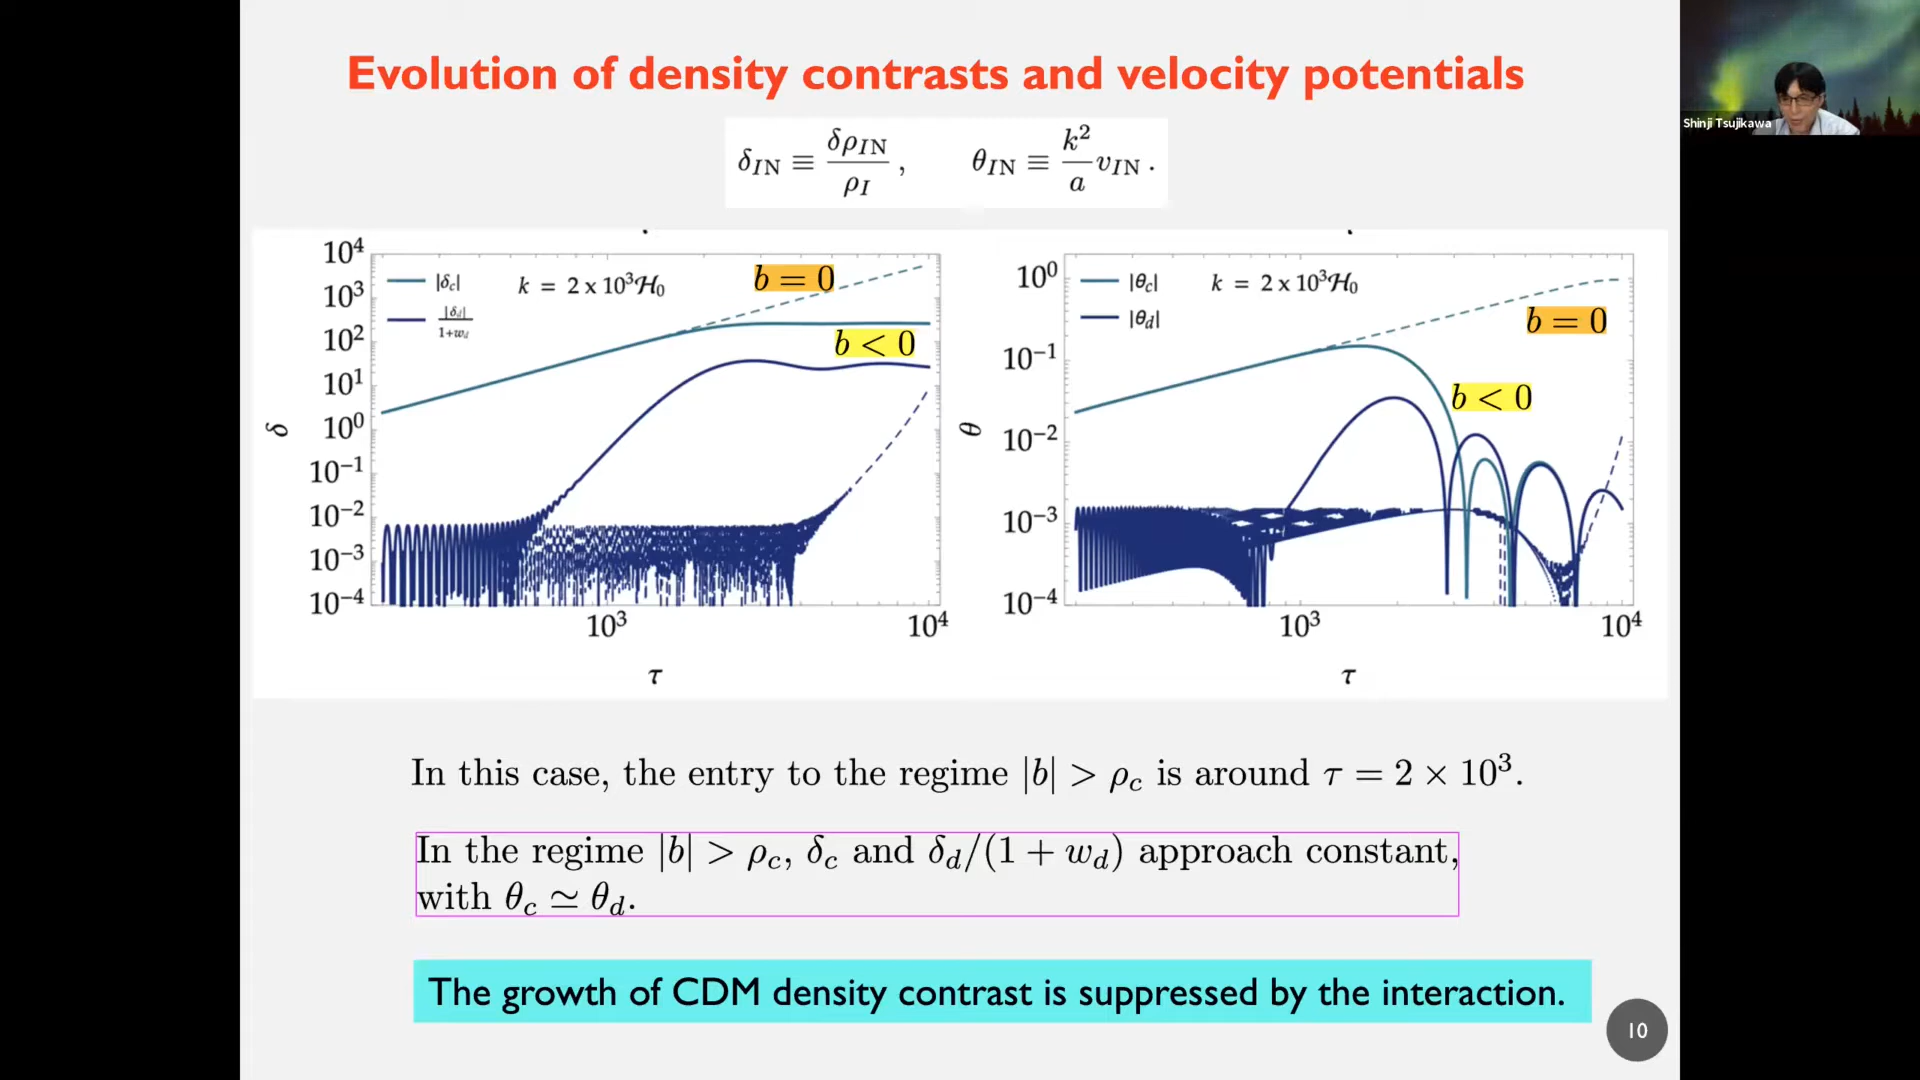 Evolution of density contrasts and velocity potentials
Shinji Tsujikawa
δ_IN ≡ δρ_IN / ρ_I , θ_IN ≡ k² / a v_IN .
10⁴
10³
10²
10¹
10⁰
10⁻¹
10⁻²
10⁻³
10⁻⁴
δ
|δ_c|
|δ_d| / 1+w_d
k = 2 x 10³ℋ₀
b = 0
b < 0
10³ 10⁴
τ
10⁰
10⁻¹
10⁻²
10⁻³
10⁻⁴
θ
|θ_c|
|θ_d|
k = 2 x 10³ℋ₀
b = 0
b < 0
10³ 10⁴
τ
In this case, the entry to the regime |b| > ρ_c is around τ = 2 × 10³.
In the regime |b| > ρ_c, δ_c and δ_d/(1 + w_d) approach constant,
with θ_c ≃ θ_d.
The growth of CDM density contrast is suppressed by the interaction.
10